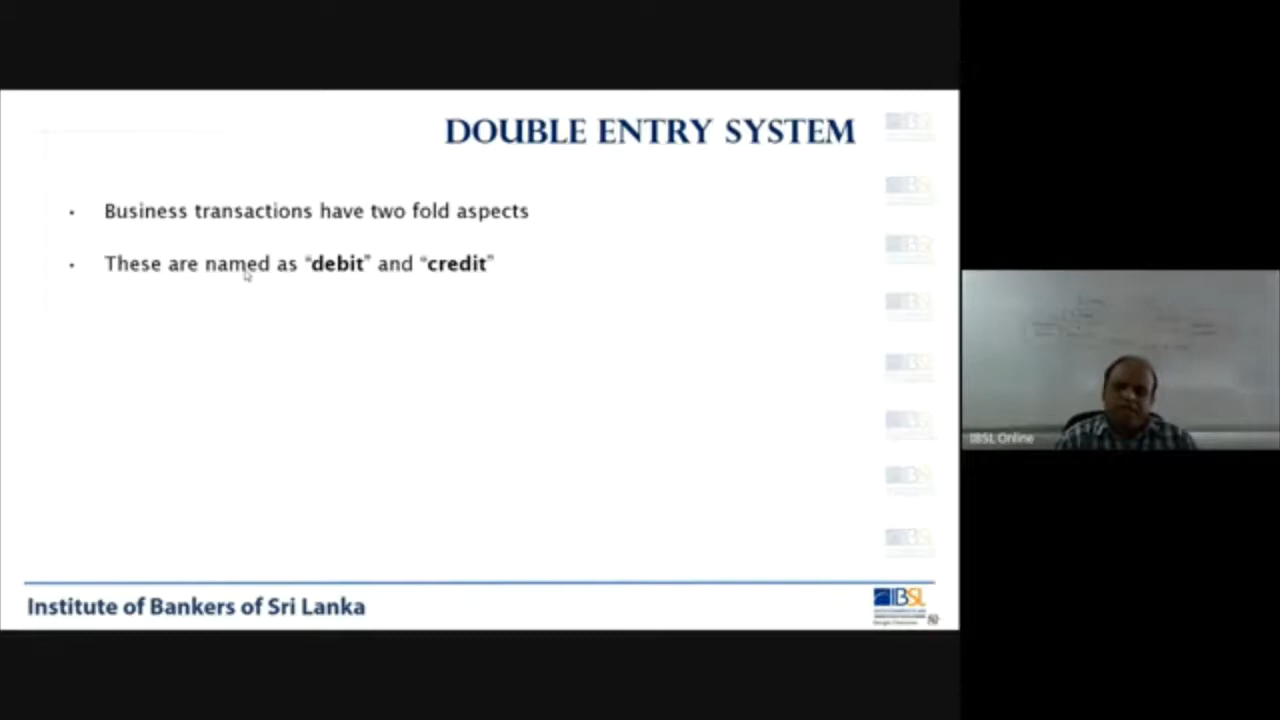 DOUBLE ENTRY SYSTEM
• Business transactions have two fold aspects
• These are named as “debit” and “credit”
Institute of Bankers of Sri Lanka
IBSL
IBSL Online